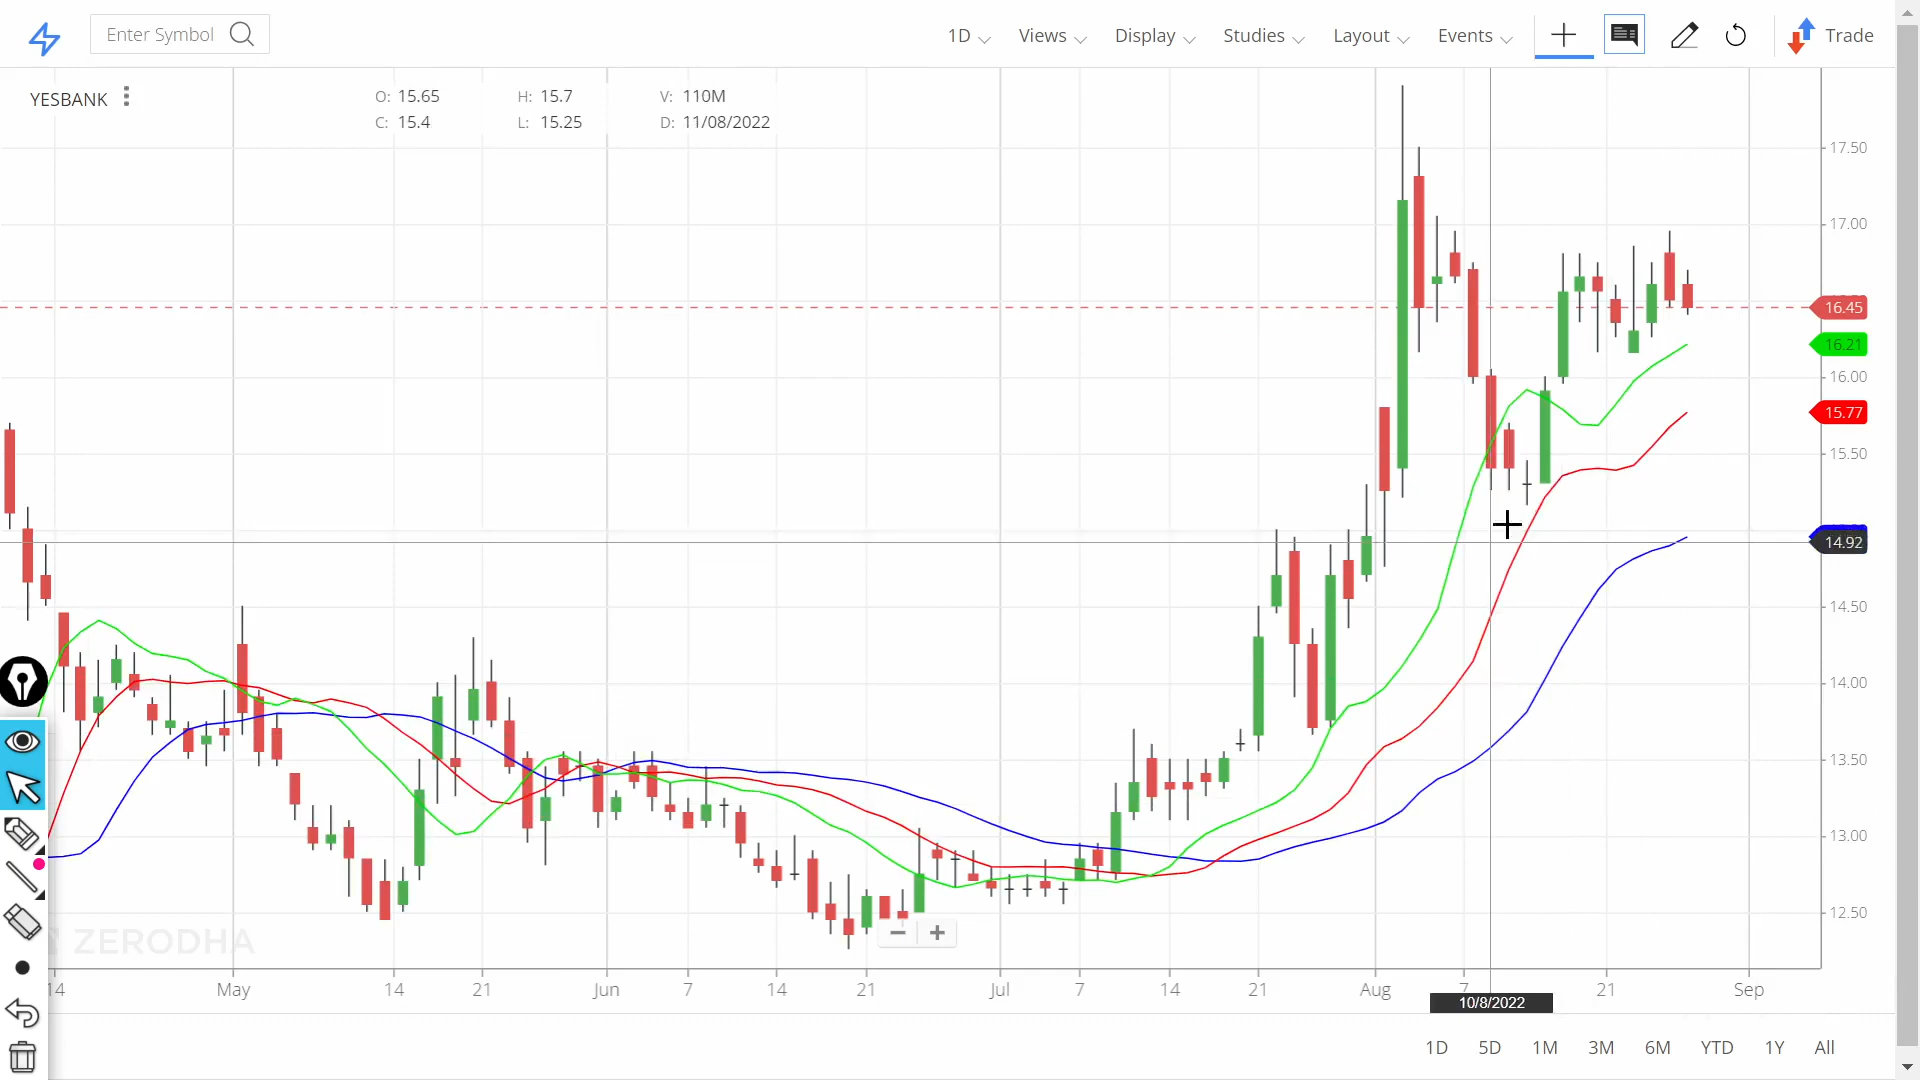 Enter Symbol
1D Views Display Studies Layout Events Trade
YESBANK
O: 15.65 H: 15.7 V: 110M
C: 15.4 L: 15.25 D: 11/08/2022
17.50
17.00
16.45
16.21
16.00
15.77
15.50
14.92
14.50
14.00
13.50
13.00
12.50
ZERODHA
− +
14 May 14 21 Jun 7 14 21 Jul 7 14 21 Aug 7 21 Sep
10/8/2022
1D 5D 1M 3M 6M YTD 1Y All